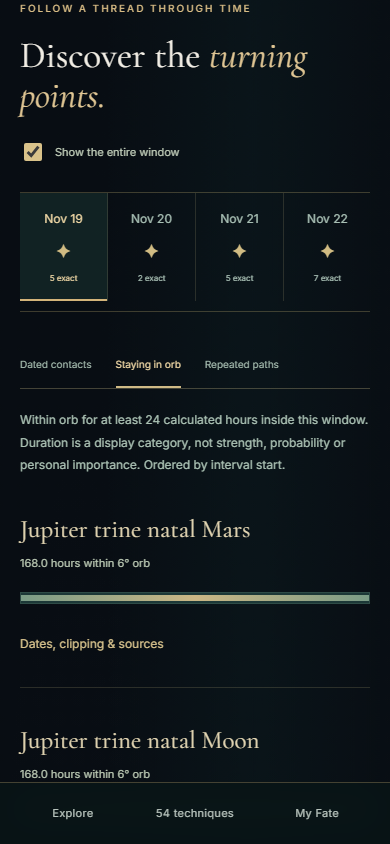 FOLLOW A THREAD THROUGH TIME
Discover the turning
points.
Show the entire window
Nov 19
Nov 20
Nov 21
Nov 22
5 exact
2 exact
5 exact
7 exact
Dated contacts
Staying in orb
Repeated paths
Within orb for at least 24 calculated hours inside this window.
Duration is a display category, not strength, probability or
personal importance. Ordered by interval start.
Jupiter trine natal Mars
168.0 hours within 6° orb
Dates, clipping & sources
Jupiter trine natal Moon
168.0 hours within 6° orb
Explore
54 techniques
My Fate